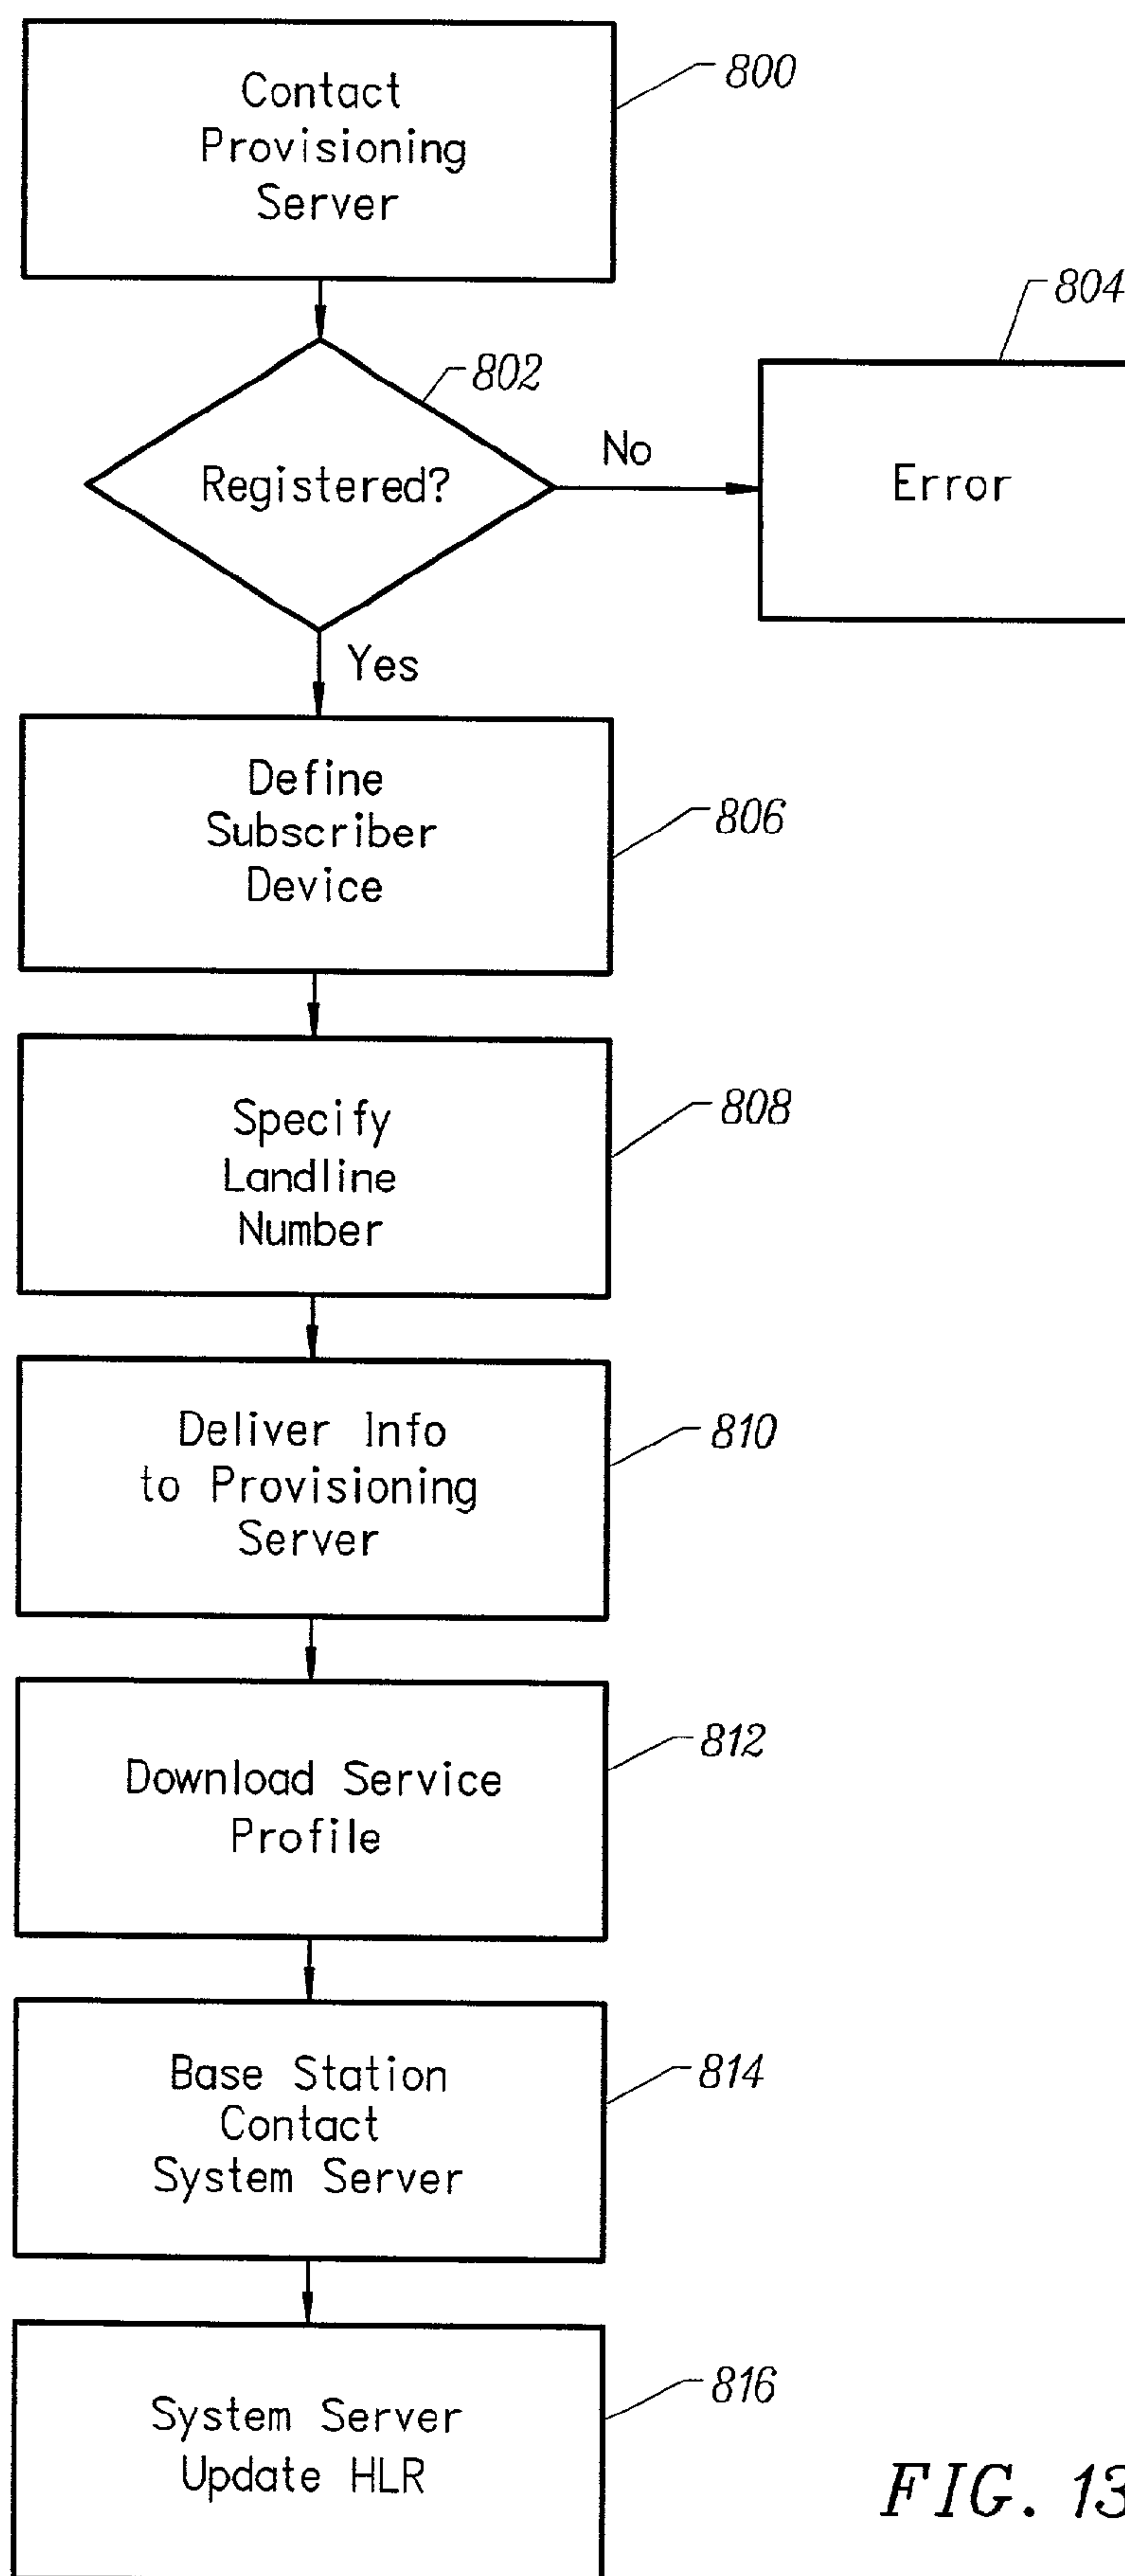 Contact
Provisioning
Server
800
802
Registered?
No
804
Error
Yes
Define
Subscriber
Device
806
Specify
Landline
Number
808
Deliver Info
to Provisioning
Server
810
Download Service
Profile
812
Base Station
Contact
System Server
814
System Server
Update HLR
816
FIG. 13